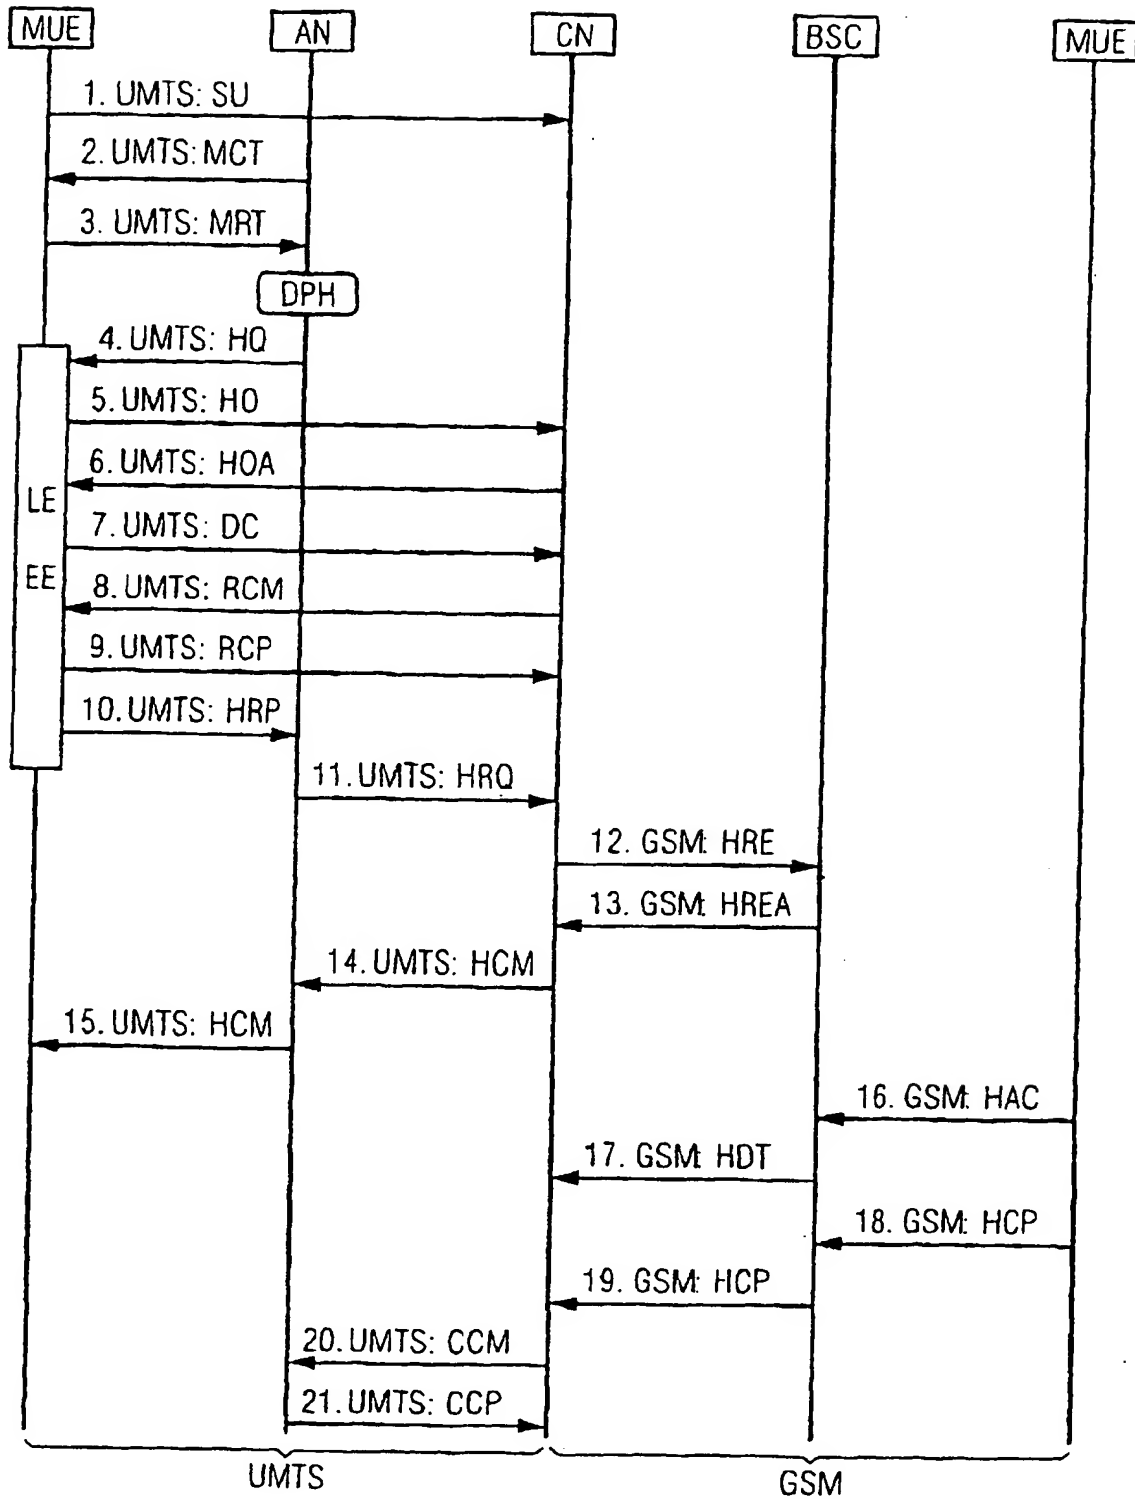 MUE AN CN BSC MUE
1. UMTS: SU
2. UMTS: MCT
3. UMTS: MRT
DPH
4. UMTS: HQ
5. UMTS: HO
6. UMTS: HOA
LE
7. UMTS: DC
EE
8. UMTS: RCM
9. UMTS: RCP
10. UMTS: HRP
11. UMTS: HRQ
12. GSM: HRE
13. GSM: HREA
14. UMTS: HCM
15. UMTS: HCM
16. GSM: HAC
17. GSM: HDT
18. GSM: HCP
19. GSM: HCP
20. UMTS: CCM
21. UMTS: CCP
UMTS GSM